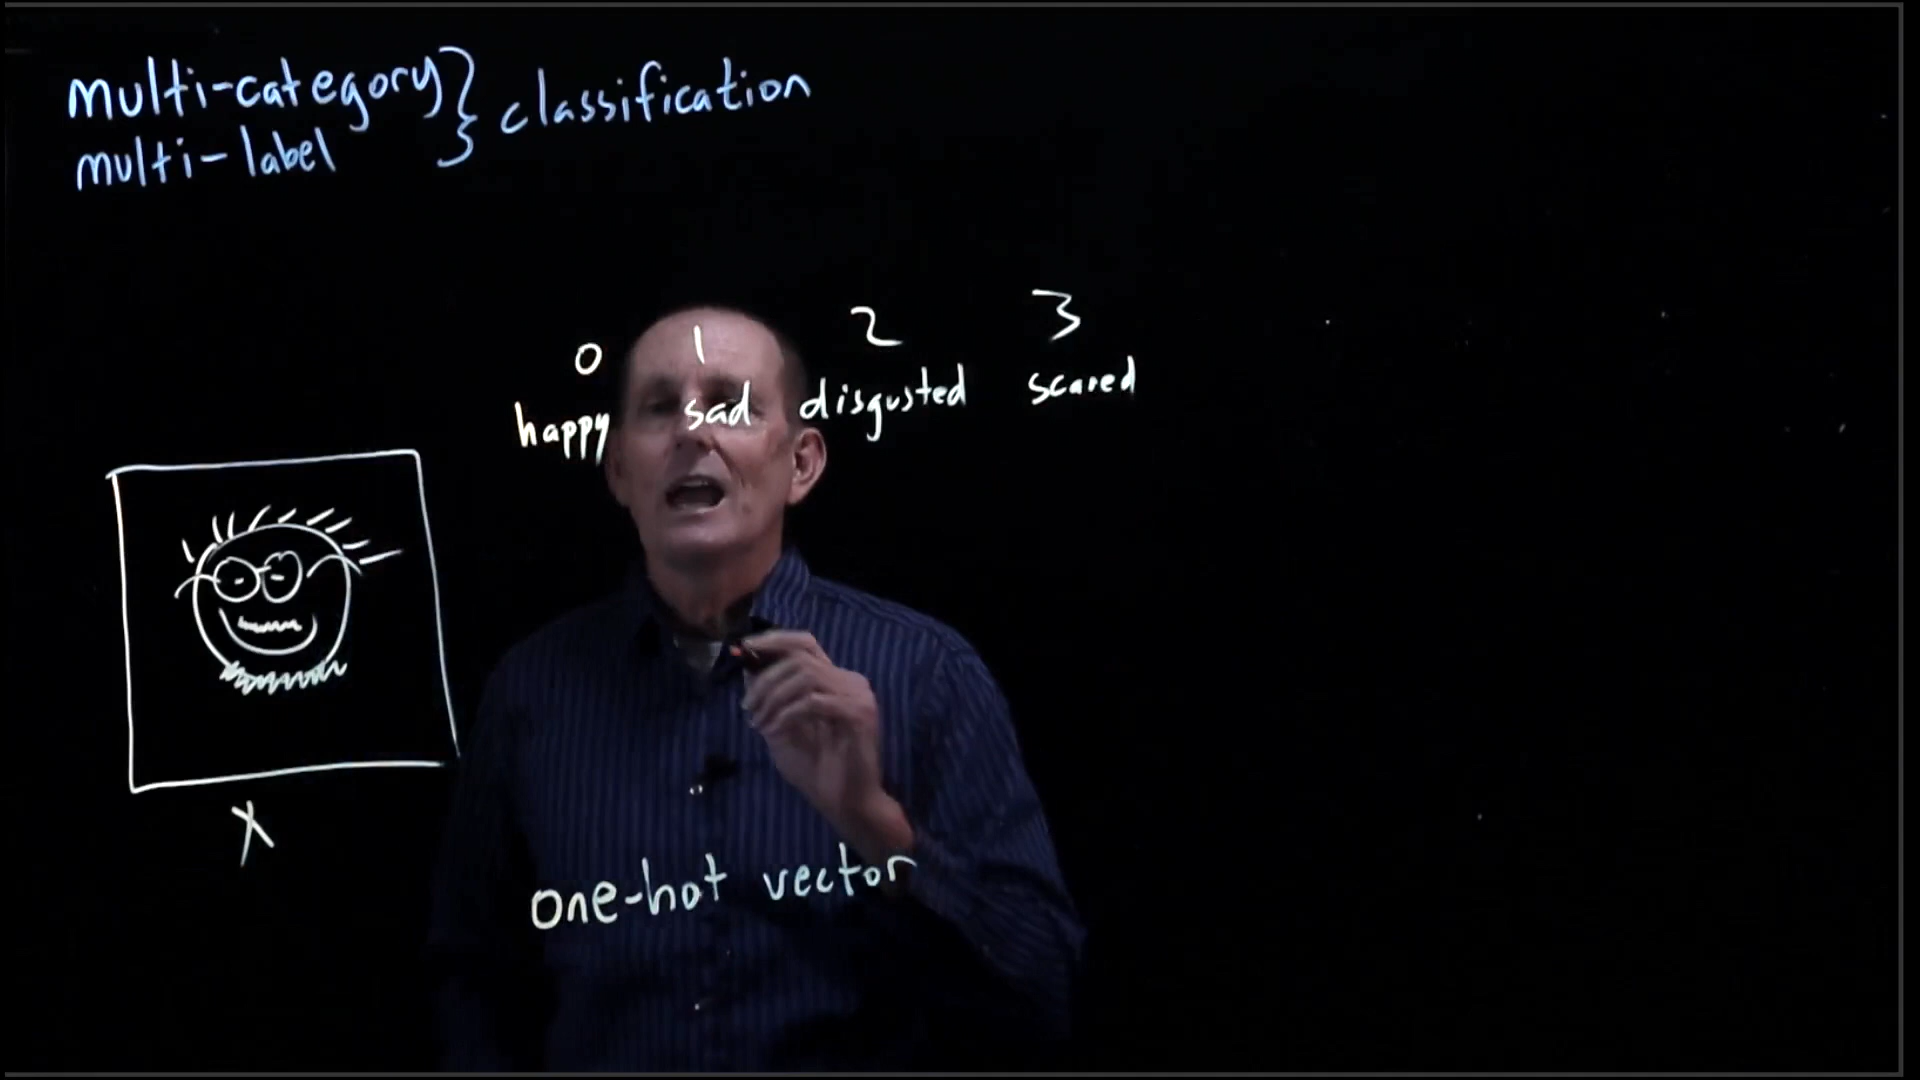 multi-category } classification
multi-label
0 1 2 3
happy sad disgusted scared
X
one-hot vector